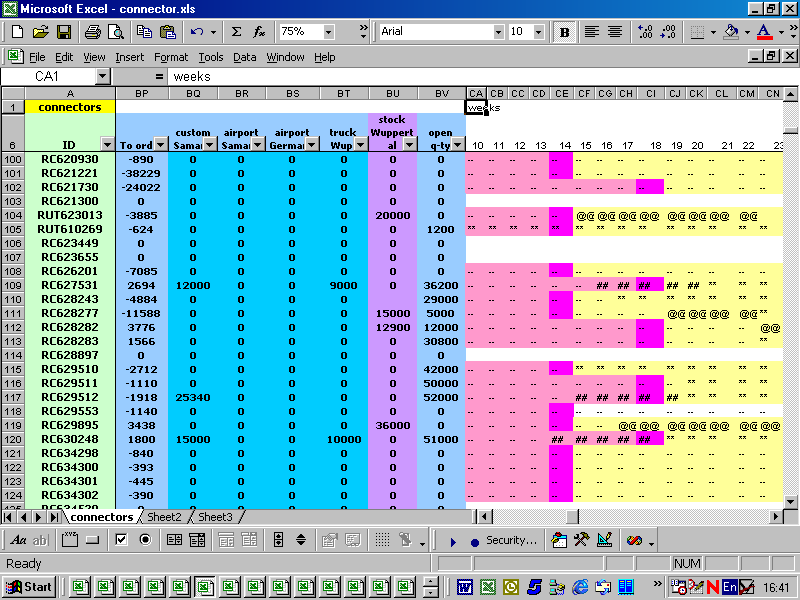 Microsoft Excel - connector.xls
75% Arial 10 B
File Edit View Insert Format Tools Data Window Help
CA1 = weeks
A BP BQ BR BS BT BU BV CA CB CC CD CE CF CG CH CI CJ CK CL CM CN
1 connectors weeks
6 ID To ord custom Samar airport Samar airport Germa truck Wup stock Wuppert al open q-ty 10 11 12 13 14 15 16 17 18 19 20 21 22 23
100 RC620930 -890 0 0 0 0 0 0
101 RC621221 -38229 0 0 0 0 0 0
102 RC621730 -24022 0 0 0 0 0 0
103 RC621300 0 0 0 0 0 0 0
104 RUT623013 -3885 0 0 0 0 20000 0 -- -- -- -- -- @@ @@ @@ @@ @@ @@ @@ @@
105 RUT610269 -624 0 0 0 0 0 1200 ** ** ** ** ** ** ** ** ** ** ** ** ** **
106 RC623449 0 0 0 0 0 0 0
107 RC623655 0 0 0 0 0 0 0
108 RC626201 -7085 0 0 0 0 0 0
109 RC627531 2694 12000 0 0 9000 0 36200 -- -- -- -- -- -- ## ## ## ## ## ** ** **
110 RC628243 -4884 0 0 0 0 0 29000 -- -- -- -- -- -- -- ** ** ** ** ** ** **
111 RC628277 -11588 0 0 0 0 15000 5000 -- -- -- -- -- -- -- -- -- @@ @@ @@ @@ **
112 RC628282 3776 0 0 0 0 12900 12000 -- -- -- -- -- -- -- -- -- -- -- -- -- @@
113 RC628283 1566 0 0 0 0 0 30800 -- -- -- -- -- -- -- -- -- -- -- -- -- **
114 RC628897 0 0 0 0 0 0 0
115 RC629510 -2712 0 0 0 0 0 42000 -- -- -- -- -- ** ** ** ** ** ** ** ** **
116 RC629511 -1110 0 0 0 0 0 50000 -- -- -- -- -- -- -- -- -- ** ** ** ** **
117 RC629512 -1918 25340 0 0 0 0 52000 -- -- -- -- -- ## ## ## ## ## ** ** ** **
118 RC629553 -1140 0 0 0 0 0 0
119 RC629895 3438 0 0 0 0 36000 0 -- -- -- -- -- -- -- @@ @@ @@ @@ @@ @@ @@
120 RC630248 1800 15000 0 0 10000 0 51000 -- -- -- -- ## ## ## ## ## ** ** ** ** **
121 RC634298 -840 0 0 0 0 0 0
122 RC634300 -393 0 0 0 0 0 0
123 RC634301 -445 0 0 0 0 0 0
124 RC634302 -390 0 0 0 0 0 0
connectors Sheet2 Sheet3
Aa ab| XYZ Security...
Ready NUM
Start En 16:41